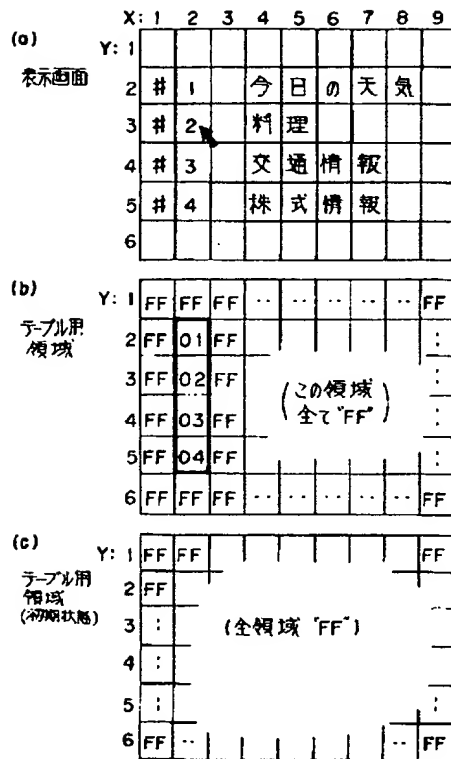 X: 1 2 3 4 5 6 7 8 9
(a)
表示画面
Y: 1
2 # 1 今日の天気
3 # 2 料理
4 # 3 交通情報
5 # 4 株式情報
6
(b)
テーブル用
領域
Y: 1 FF FF FF ‥ ‥ ‥ ‥ ‥ FF
2 FF 01 FF :
3 FF 02 FF :
4 FF 03 FF :
5 FF 04 FF :
6 FF FF FF ‥ ‥ ‥ ‥ ‥ FF
(この領域
全て"FF")
(c)
テーブル用
領域
(初期状態)
Y: 1 FF FF FF
2 FF :
3 : :
4 : :
5 : :
6 FF ‥ ‥ FF
(全領域"FF")